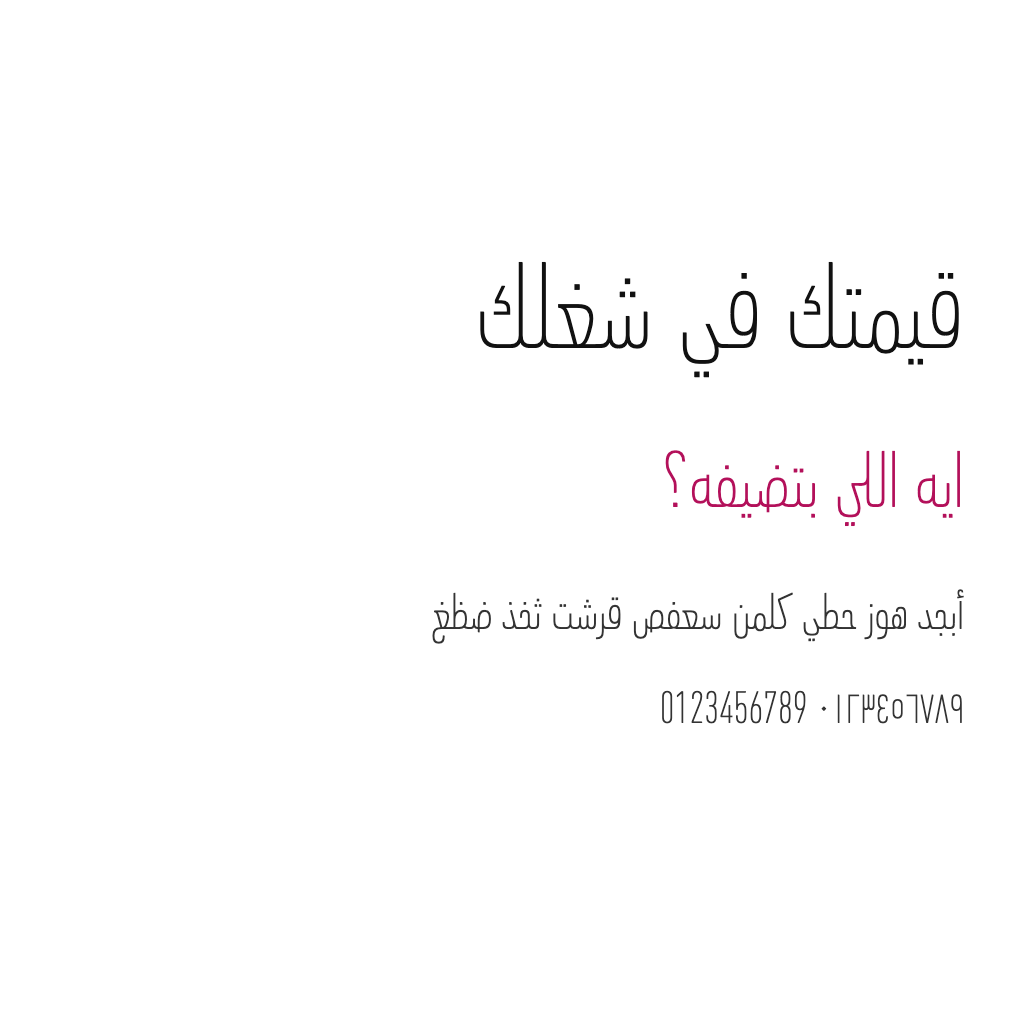 قيمتك في شغلك
ايه اللي بتضيفه؟
أبجد هوز حطي كلمن سعفص قرشت ثخذ ضظغ
0123456789 ٠١٢٣٤٥٦٧٨٩